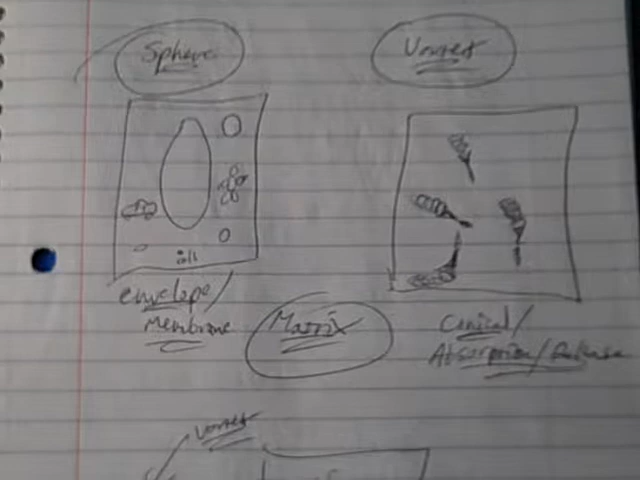 Sphere
Vortex
envelope/
Membrane
Matrix
Conical/
Absorption/Release
Vortex